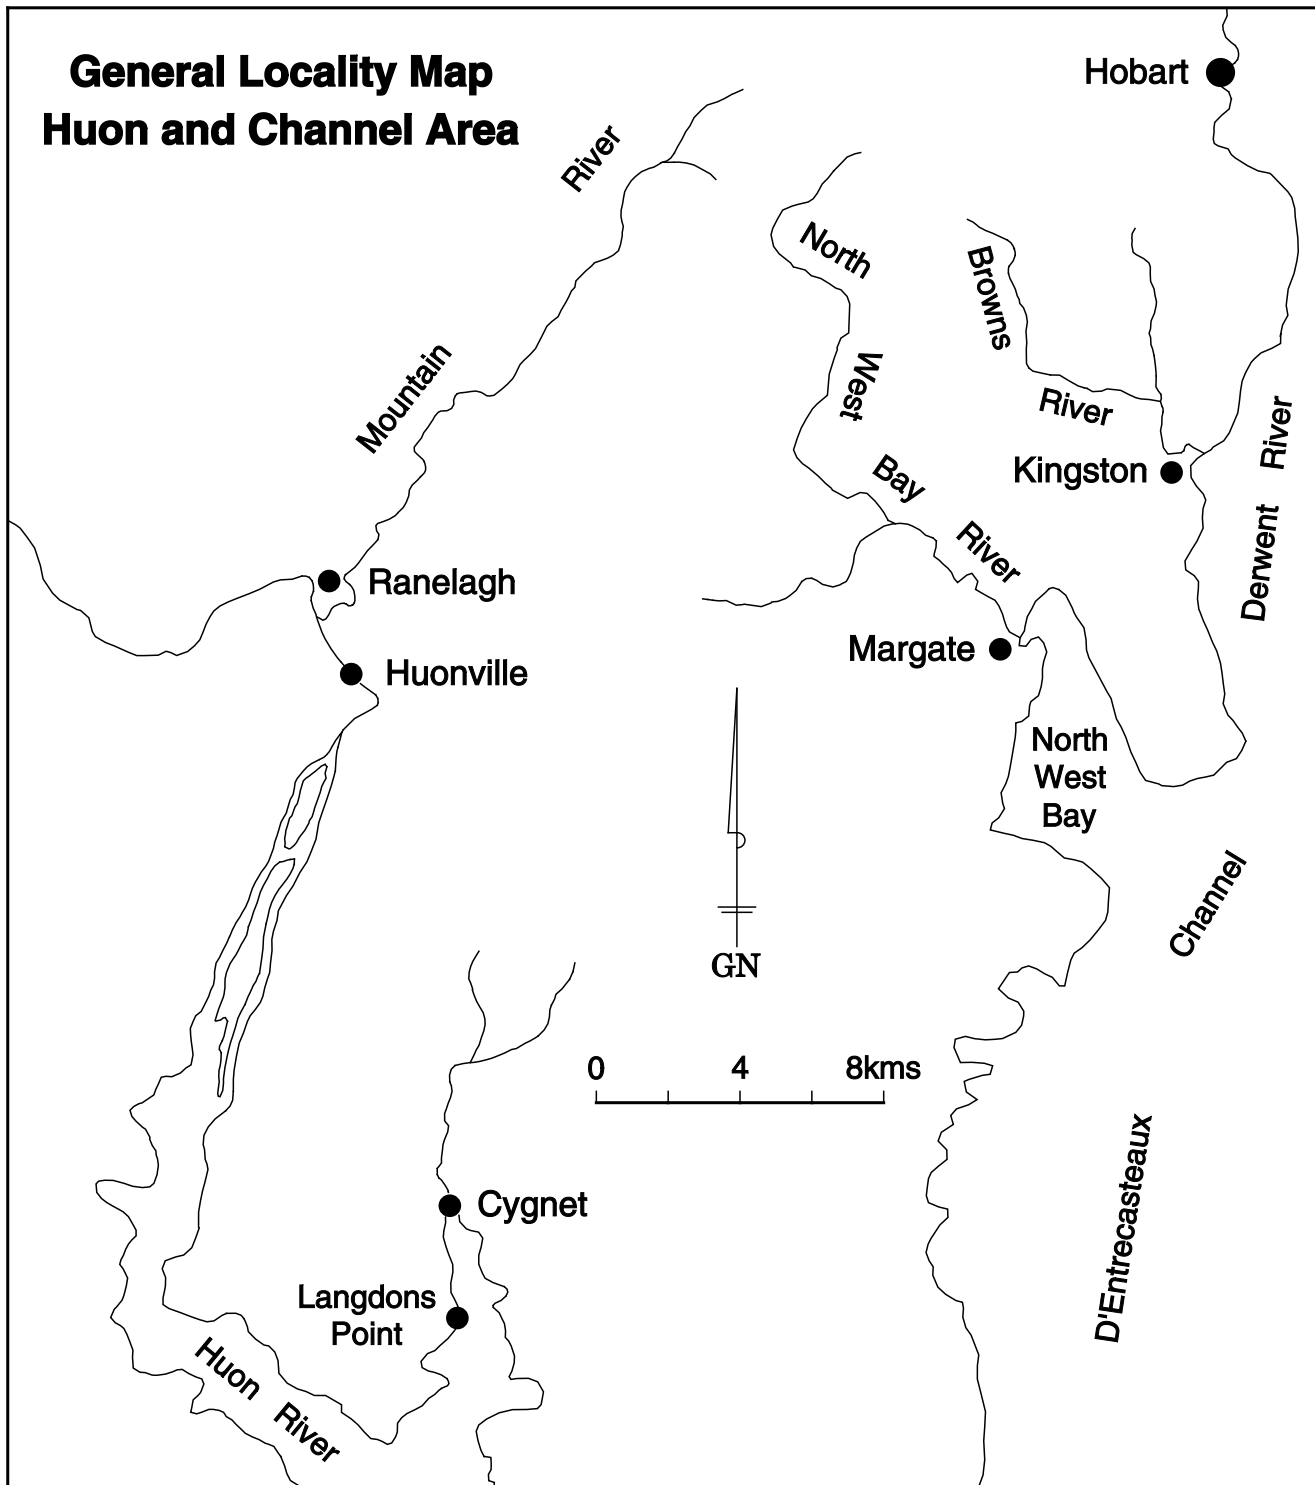 General Locality Map
Huon and Channel Area
Hobart
River
North
Browns
Mountain
West
River
River
Kingston
Bay
River
Derwent
Ranelagh
Margate
Huonville
North
West
Bay
Channel
GN
0 4 8kms
D'Entrecasteaux
Cygnet
Langdons
Point
Huon
River